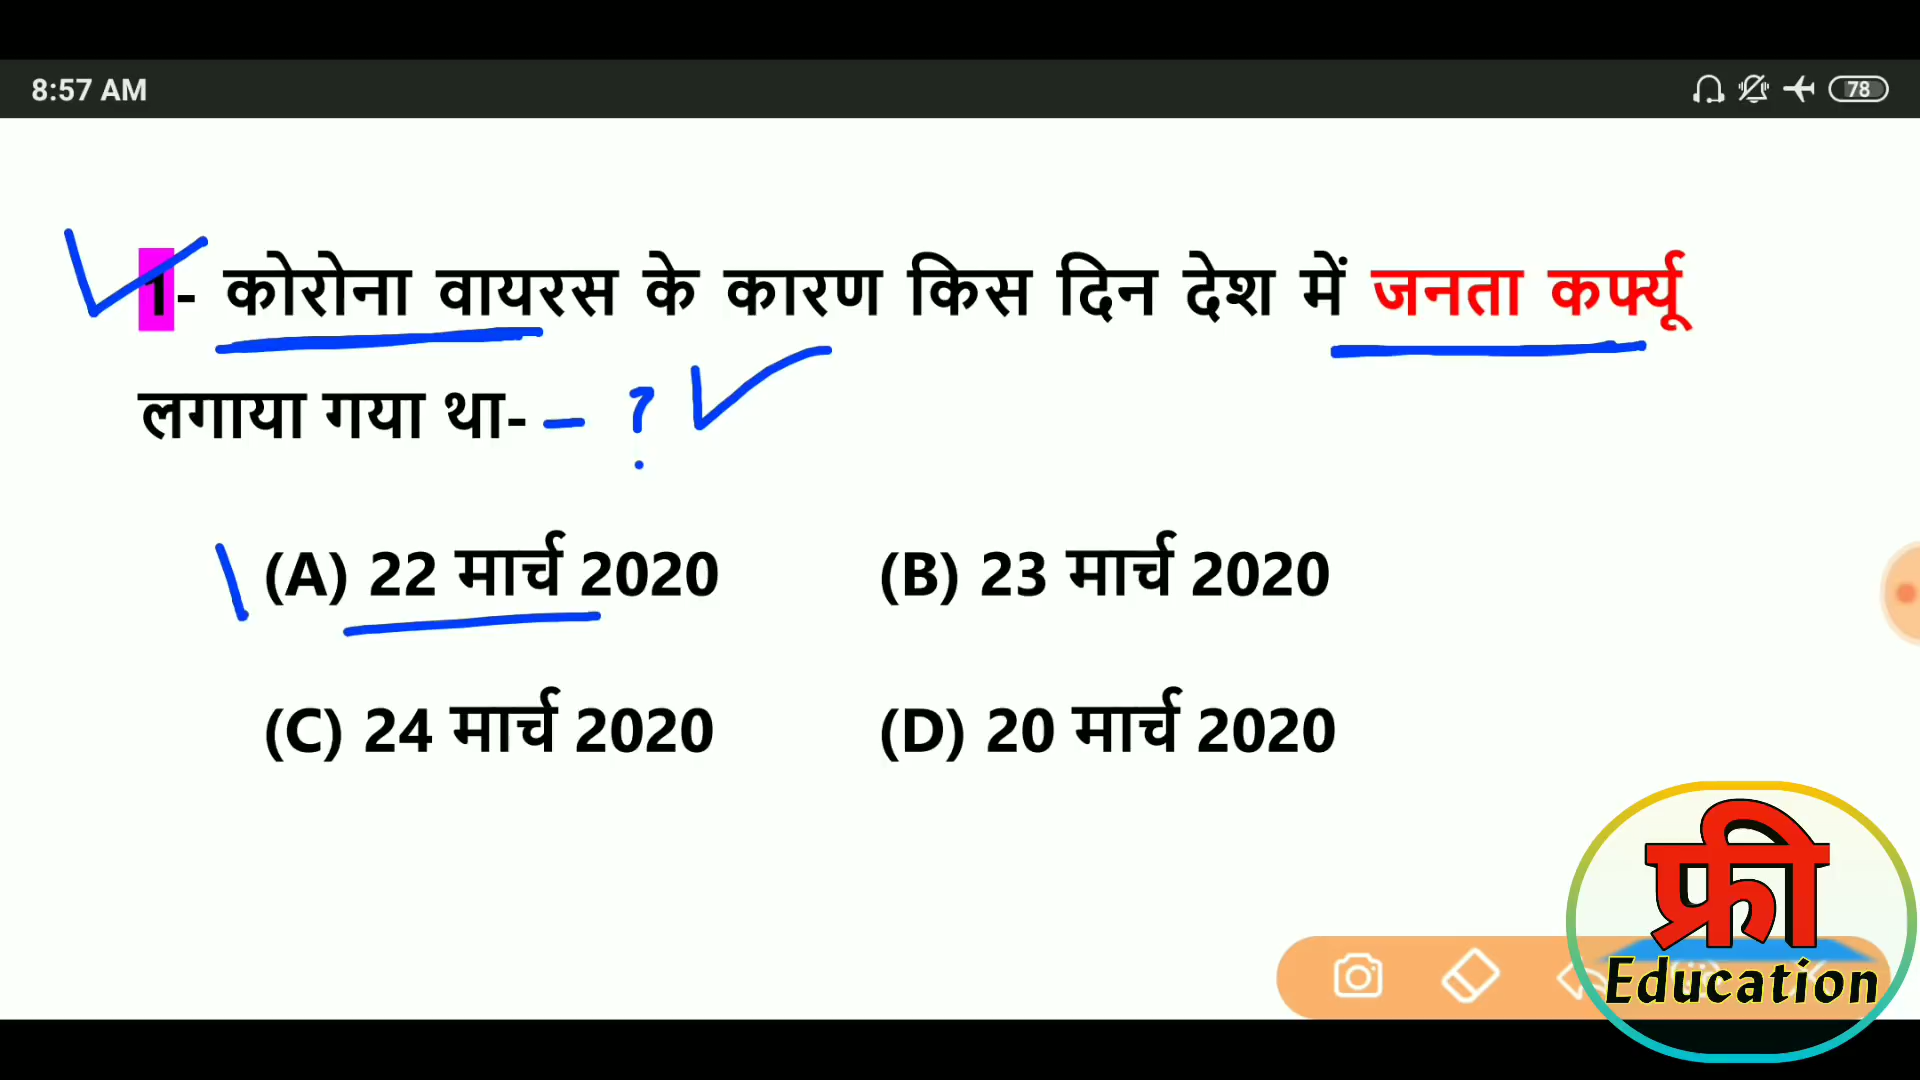 8:57 AM
78
1- कोरोना वायरस के कारण किस दिन देश में जनता कर्फ्यू
लगाया गया था- - ?
(A) 22 मार्च 2020
(B) 23 मार्च 2020
(C) 24 मार्च 2020
(D) 20 मार्च 2020
फ्री
Education